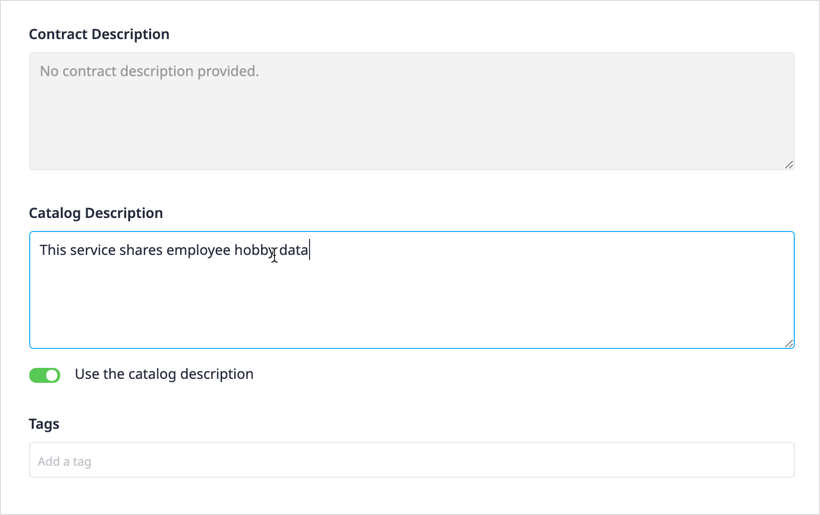 Contract Description
No contract description provided.
Catalog Description
This service shares employee hobby data
Use the catalog description
Tags
Add a tag